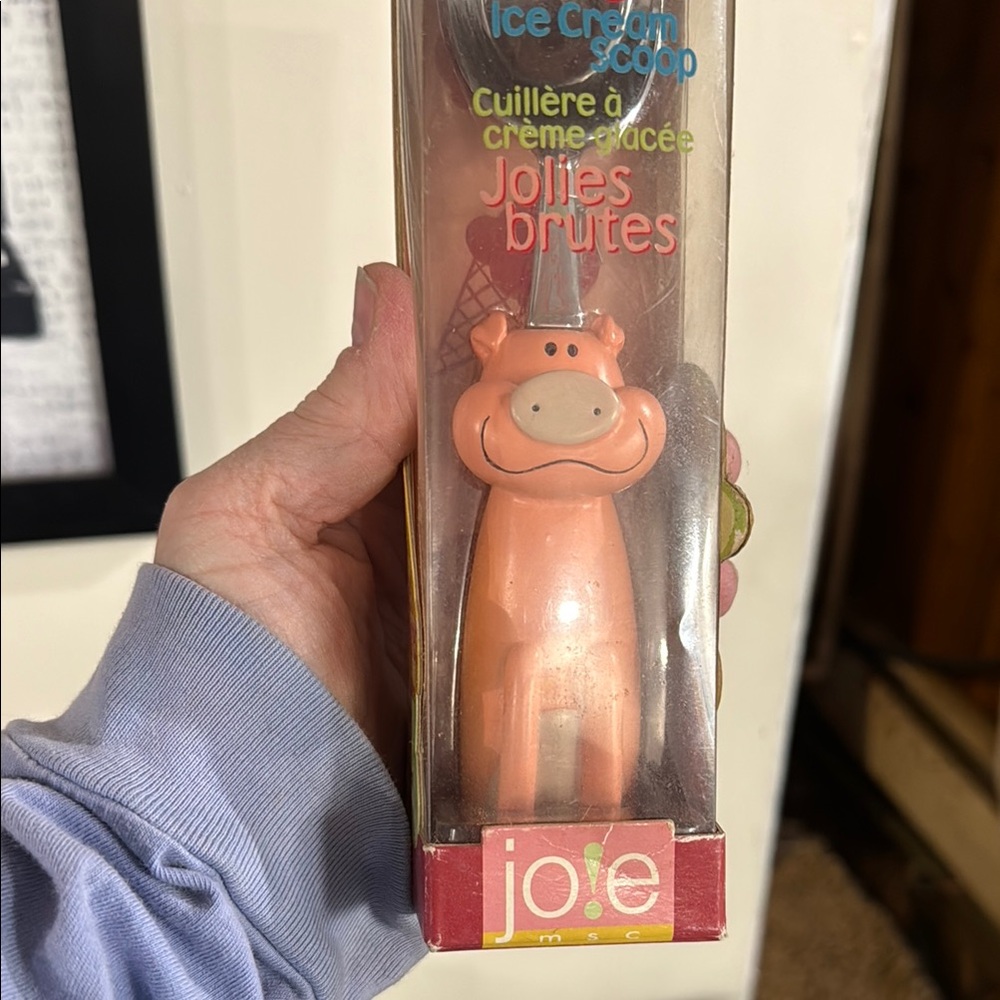 Ice Cream
Scoop
Cuillère à
crème glacée
Jolies
brutes
jo!e
msc